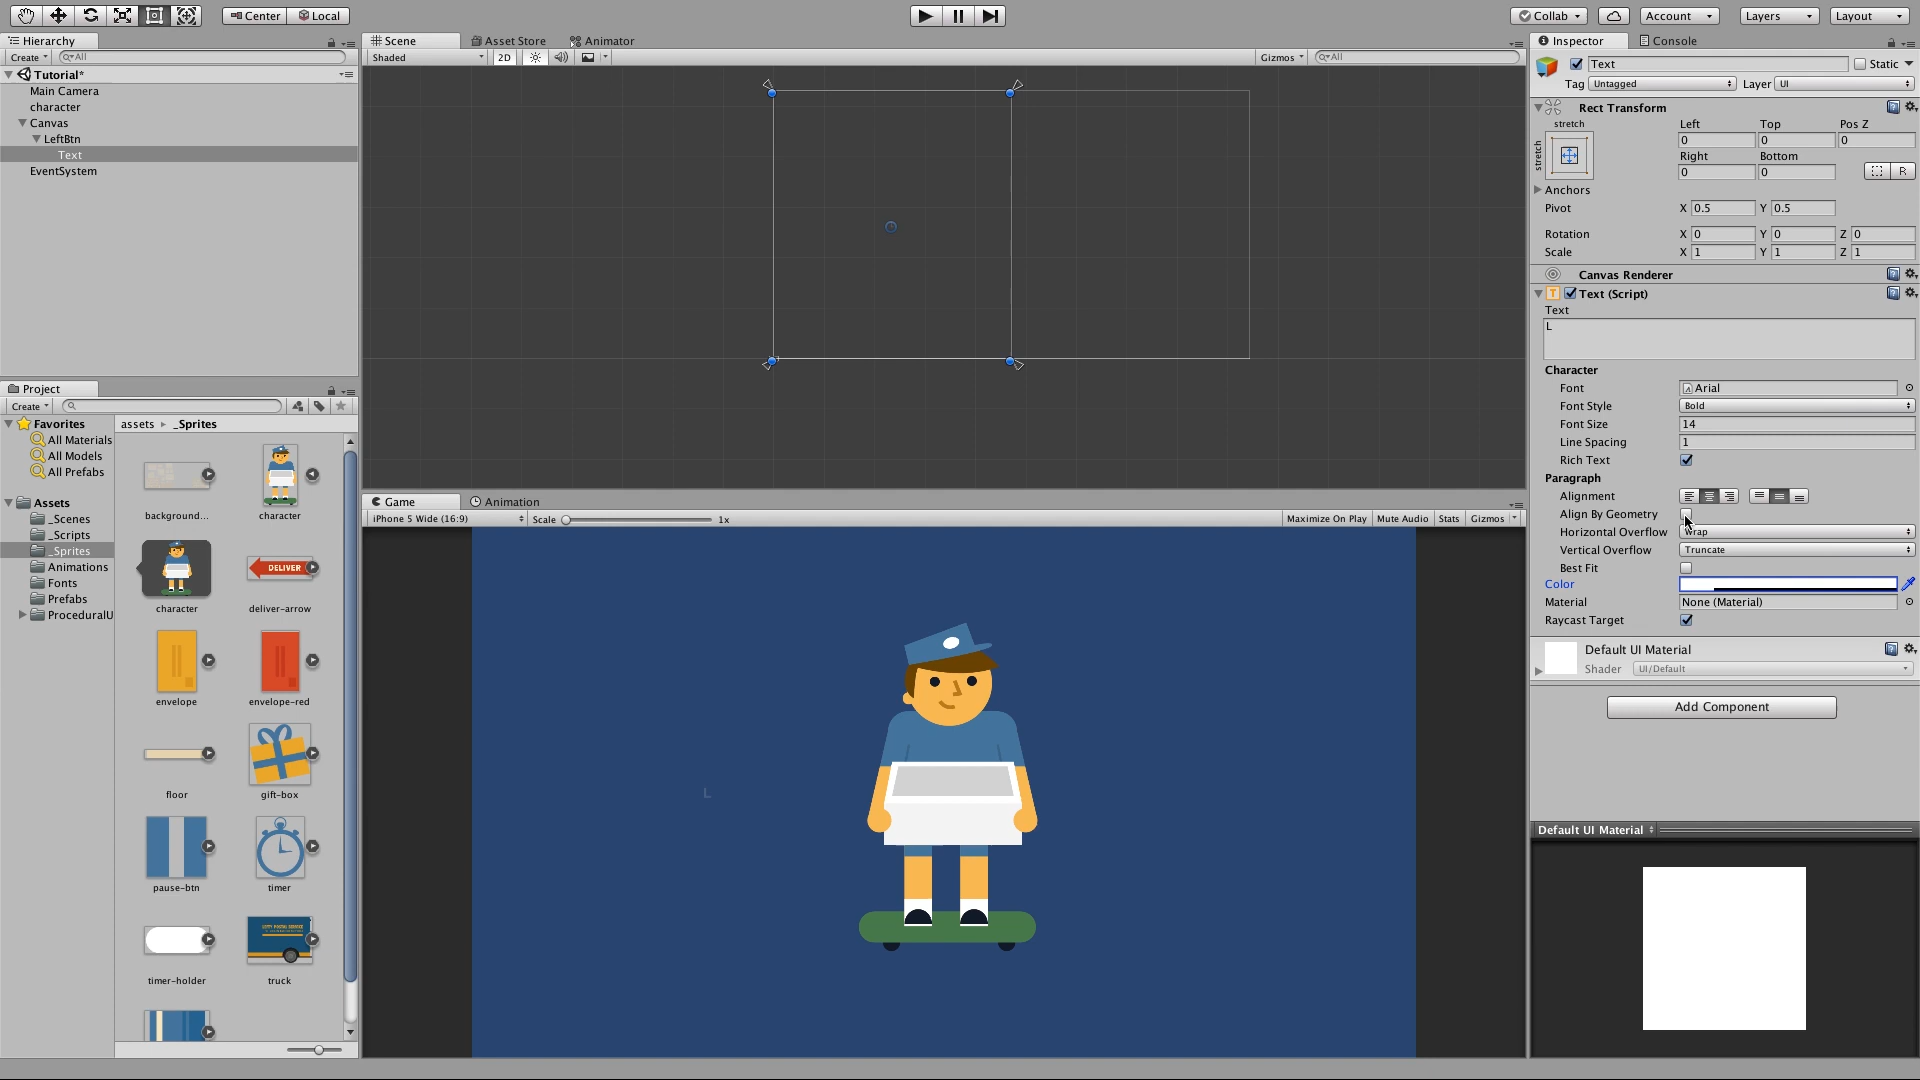 Center
Local
Collab
Account
Layers
Layout
Hierarchy
Create
All
Tutorial*
Main Camera
character
Canvas
LeftBtn
Text
EventSystem
Project
Create
Favorites
All Materials
All Models
All Prefabs
Assets
_Scenes
_Scripts
_Sprites
Animations
Fonts
Prefabs
ProceduralU
assets ▸ _Sprites
background...
character
character
deliver-arrow
DELIVER
envelope
envelope-red
floor
gift-box
pause-btn
timer
timer-holder
truck
Scene
Asset Store
Animator
Shaded
2D
Gizmos
All
Game
Animation
iPhone 5 Wide (16:9)
Scale
1x
Maximize On Play
Mute Audio
Stats
Gizmos
L
Inspector
Console
Text
Static
Tag
Untagged
Layer
UI
Rect Transform
stretch
stretch
Left
Top
Pos Z
0
0
0
Right
Bottom
0
0
R
Anchors
Pivot
X 0.5
Y 0.5
Rotation
X 0
Y 0
Z 0
Scale
X 1
Y 1
Z 1
Canvas Renderer
Text (Script)
Text
L
Character
Font
Arial
Font Style
Bold
Font Size
14
Line Spacing
1
Rich Text
Paragraph
Alignment
Align By Geometry
Horizontal Overflow
Wrap
Vertical Overflow
Truncate
Best Fit
Color
Material
None (Material)
Raycast Target
Default UI Material
Shader
UI/Default
Add Component
Default UI Material